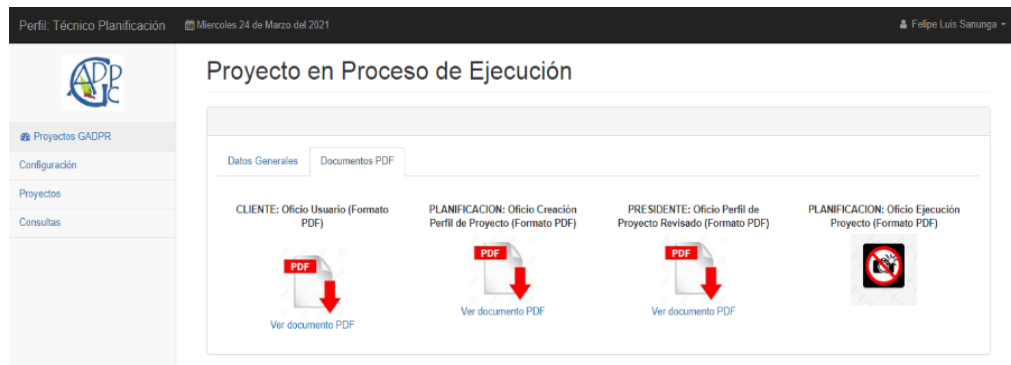 Perfil: Técnico Planificación
Miercoles 24 de Marzo del 2021
Felipe Luis Sanunga
Proyecto en Proceso de Ejecución
Proyectos GADPR
Configuración
Proyectos
Consultas
Datos Generales
Documentos PDF
CLIENTE: Oficio Usuario (Formato
PDF)
PDF
Ver documento PDF
PLANIFICACION: Oficio Creación
Perfil de Proyecto (Formato PDF)
PDF
Ver documento PDF
PRESIDENTE: Oficio Perfil de
Proyecto Revisado (Formato PDF)
PDF
Ver documento PDF
PLANIFICACION: Oficio Ejecución
Proyecto (Formato PDF)